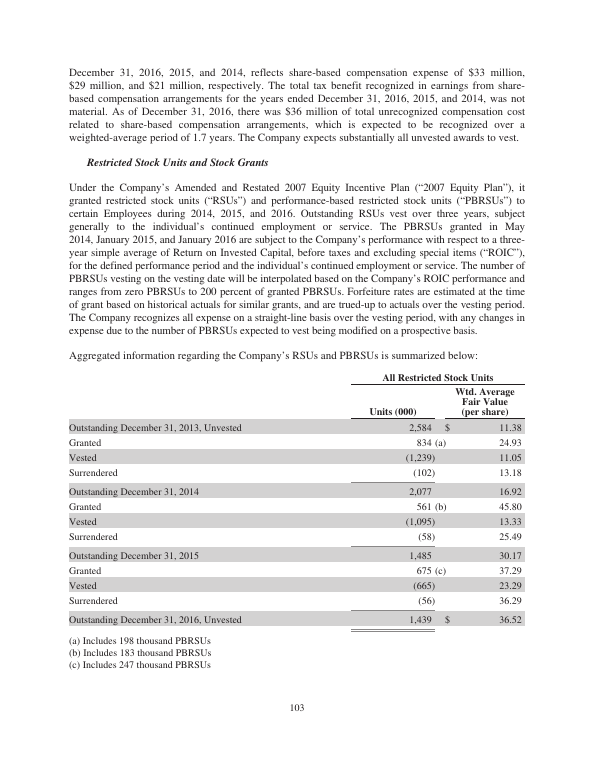 December 31, 2016, 2015, and 2014, reflects share-based compensation expense of $33 million,
$29 million, and $21 million, respectively. The total tax benefit recognized in earnings from share-
based compensation arrangements for the years ended December 31, 2016, 2015, and 2014, was not
material. As of December 31, 2016, there was $36 million of total unrecognized compensation cost
related to share-based compensation arrangements, which is expected to be recognized over a
weighted-average period of 1.7 years. The Company expects substantially all unvested awards to vest.
Restricted Stock Units and Stock Grants
Under the Company's Amended and Restated 2007 Equity Incentive Plan ("2007 Equity Plan"), it
granted restricted stock units ("RSUs") and performance-based restricted stock units ("PBRSUs") to
certain Employees during 2014, 2015, and 2016. Outstanding RSUs vest over three years, subject
generally to the individual's continued employment or service. The PBRSUs granted in May
2014, January 2015, and January 2016 are subject to the Company's performance with respect to a three-
year simple average of Return on Invested Capital, before taxes and excluding special items ("ROIC"),
for the defined performance period and the individual's continued employment or service. The number of
PBRSUs vesting on the vesting date will be interpolated based on the Company's ROIC performance and
ranges from zero PBRSUs to 200 percent of granted PBRSUs. Forfeiture rates are estimated at the time
of grant based on historical actuals for similar grants, and are trued-up to actuals over the vesting period.
The Company recognizes all expense on a straight-line basis over the vesting period, with any changes in
expense due to the number of PBRSUs expected to vest being modified on a prospective basis.
Aggregated information regarding the Company's RSUs and PBRSUs is summarized below:
All Restricted Stock Units
Wtd. Average
Fair Value
Units (000) (per share)
Outstanding December 31, 2013, Unvested 2,584 $ 11.38
Granted 834 (a) 24.93
Vested (1,239) 11.05
Surrendered (102) 13.18
Outstanding December 31, 2014 2,077 16.92
Granted 561 (b) 45.80
Vested (1,095) 13.33
Surrendered (58) 25.49
Outstanding December 31, 2015 1,485 30.17
Granted 675 (c) 37.29
Vested (665) 23.29
Surrendered (56) 36.29
Outstanding December 31, 2016, Unvested 1,439 $ 36.52
(a) Includes 198 thousand PBRSUs
(b) Includes 183 thousand PBRSUs
(c) Includes 247 thousand PBRSUs
103